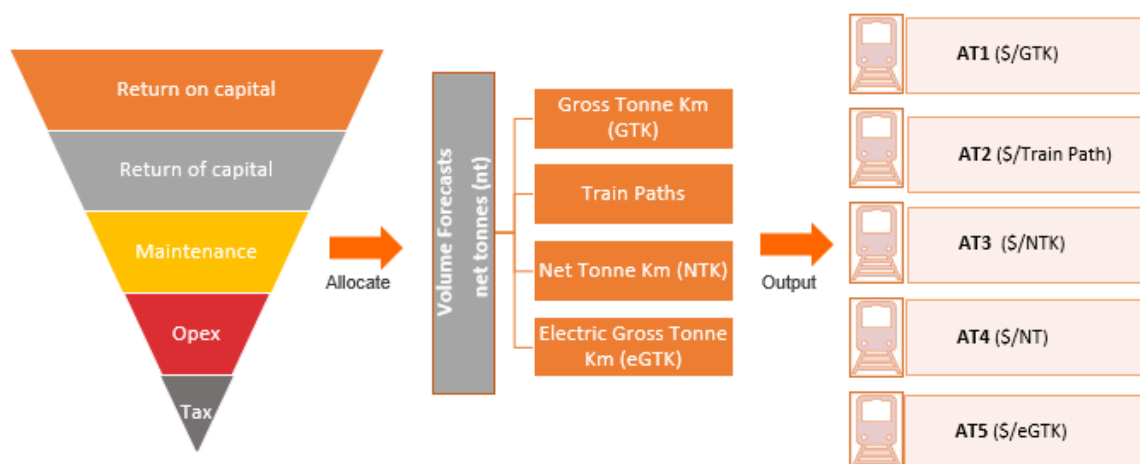 Return on capital
Return of capital
Maintenance
Opex
Tax
Allocate
Volume Forecasts
net tonnes (nt)
Gross Tonne Km
(GTK)
Train Paths
Net Tonne Km (NTK)
Electric Gross Tonne
Km (eGTK)
Output
AT1 ($/GTK)
AT2 ($/Train Path)
AT3 ($/NTK)
AT4 ($/NT)
AT5 ($/eGTK)